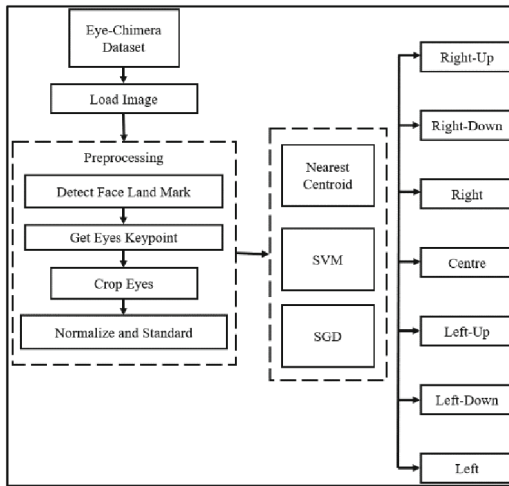 Eye-Chimera
Dataset
Load Image
Preprocessing
Detect Face Land Mark
Get Eyes Keypoint
Crop Eyes
Normalize and Standard
Nearest
Centroid
SVM
SGD
Right-Up
Right-Down
Right
Centre
Left-Up
Left-Down
Left